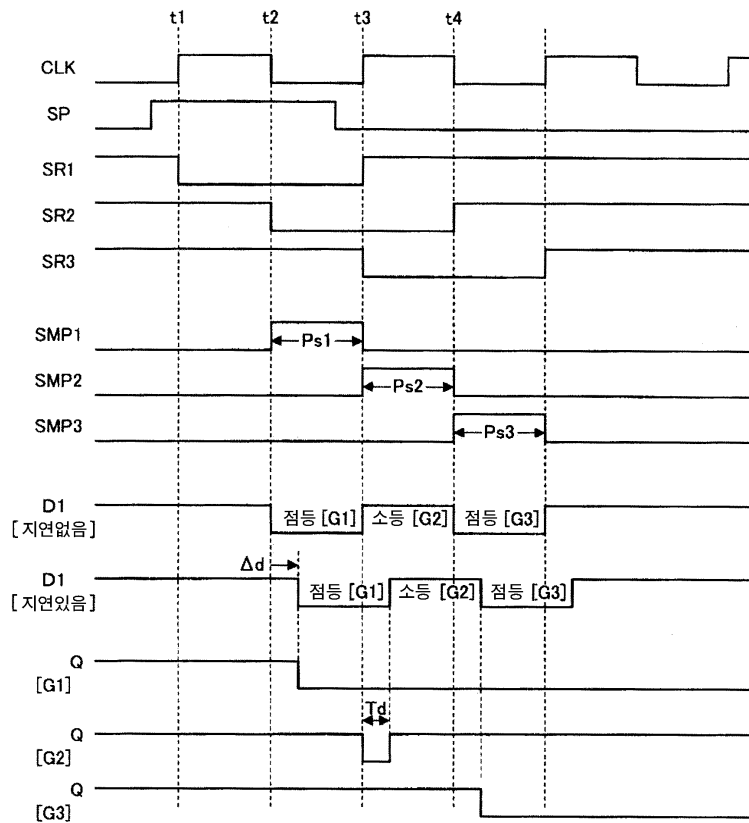 t1 t2 t3 t4
CLK
SP
SR1
SR2
SR3
SMP1
Ps1
SMP2
Ps2
SMP3
Ps3
D1
[지연없음]
점등 [G1] 소등 [G2] 점등 [G3]
Δd
D1
[지연있음]
점등 [G1] 소등 [G2] 점등 [G3]
Q
[G1]
Td
Q
[G2]
Q
[G3]